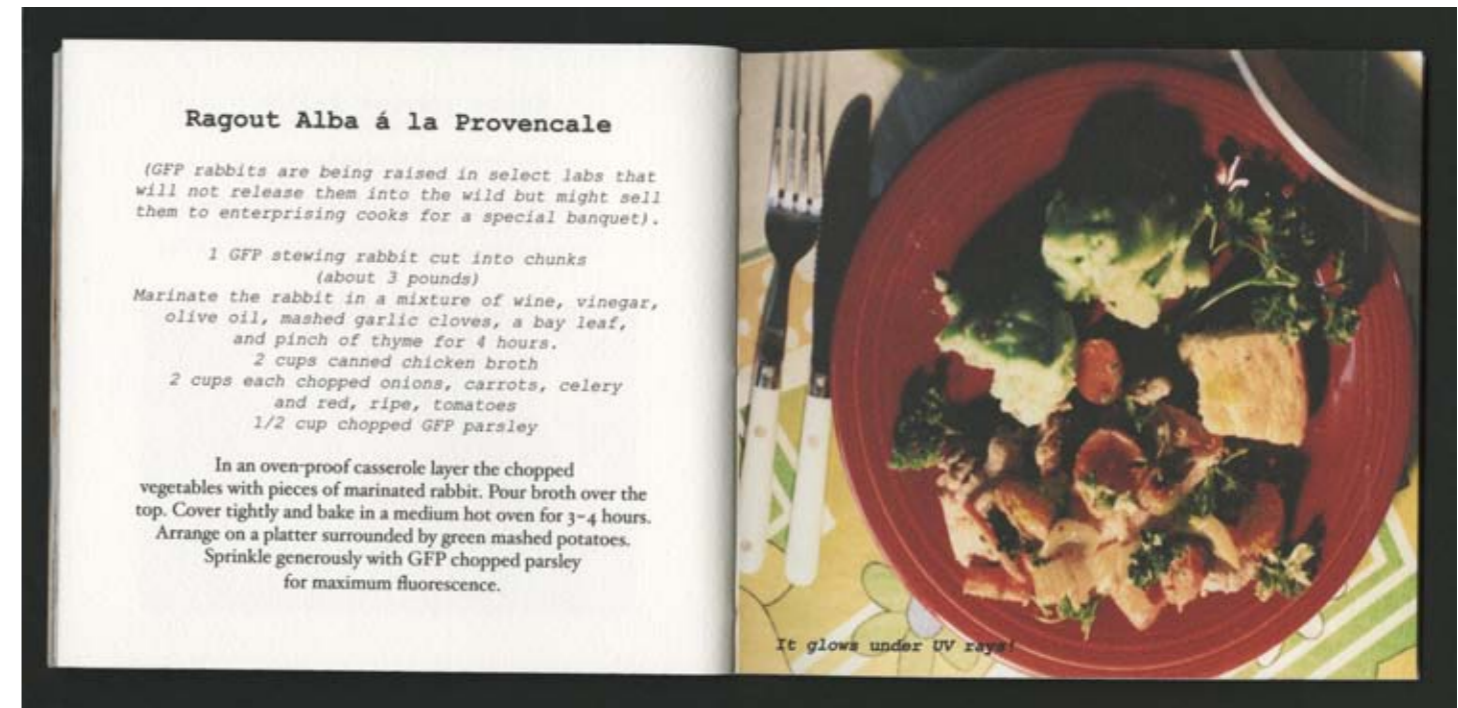 Ragout Alba á la Provencale
(GFP rabbits are being raised in select labs that
will not release them into the wild but might sell
them to enterprising cooks for a special banquet).
1 GFP stewing rabbit cut into chunks
(about 3 pounds)
Marinate the rabbit in a mixture of wine, vinegar,
olive oil, mashed garlic cloves, a bay leaf,
and pinch of thyme for 4 hours.
2 cups canned chicken broth
2 cups each chopped onions, carrots, celery
and red, ripe, tomatoes
1/2 cup chopped GFP parsley
In an oven-proof casserole layer the chopped
vegetables with pieces of marinated rabbit. Pour broth over the
top. Cover tightly and bake in a medium hot oven for 3-4 hours.
Arrange on a platter surrounded by green mashed potatoes.
Sprinkle generously with GFP chopped parsley
for maximum fluorescence.
It glows under UV rays!